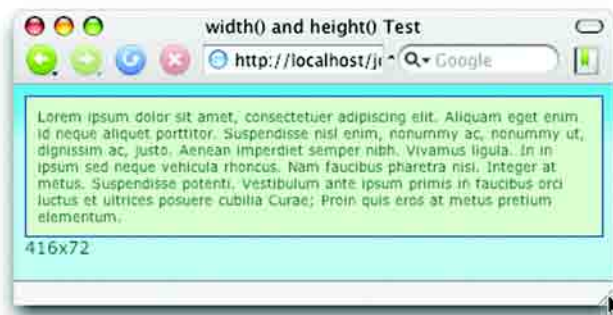 width() and height() Test
http://localhost/j
Google
Lorem ipsum dolor sit amet, consectetuer adipiscing elit. Aliquam eget enim
id neque aliquet porttitor. Suspendisse nisl enim, nonummy ac, nonummy ut,
dignissim ac, justo. Aenean imperdiet semper nibh. Vivamus ligula. In in
ipsum sed neque vehicula rhoncus. Nam faucibus pharetra nisi. Integer at
metus. Suspendisse potenti. Vestibulum ante ipsum primis in faucibus orci
luctus et ultrices posuere cubilia Curae; Proin quis eros at metus pretium
elementum.
416x72